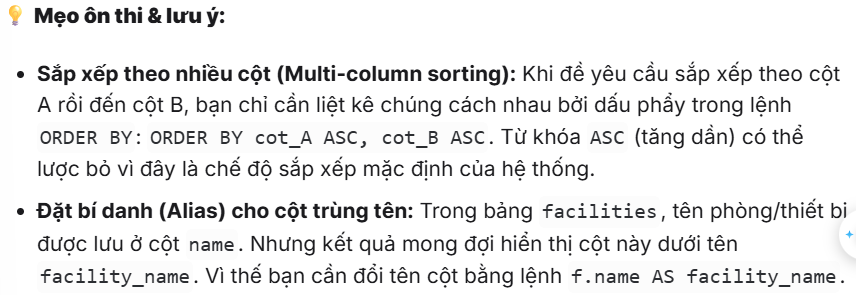 💡 Mẹo ôn thi & lưu ý:
• Sắp xếp theo nhiều cột (Multi-column sorting): Khi đề yêu cầu sắp xếp theo cột
A rồi đến cột B, bạn chỉ cần liệt kê chúng cách nhau bởi dấu phẩy trong lệnh
ORDER BY: ORDER BY cot_A ASC, cot_B ASC. Từ khóa ASC (tăng dần) có thể
lược bỏ vì đây là chế độ sắp xếp mặc định của hệ thống.
• Đặt bí danh (Alias) cho cột trùng tên: Trong bảng facilities, tên phòng/thiết bị
được lưu ở cột name. Nhưng kết quả mong đợi hiển thị cột này dưới tên
facility_name. Vì thế bạn cần đổi tên cột bằng lệnh f.name AS facility_name.